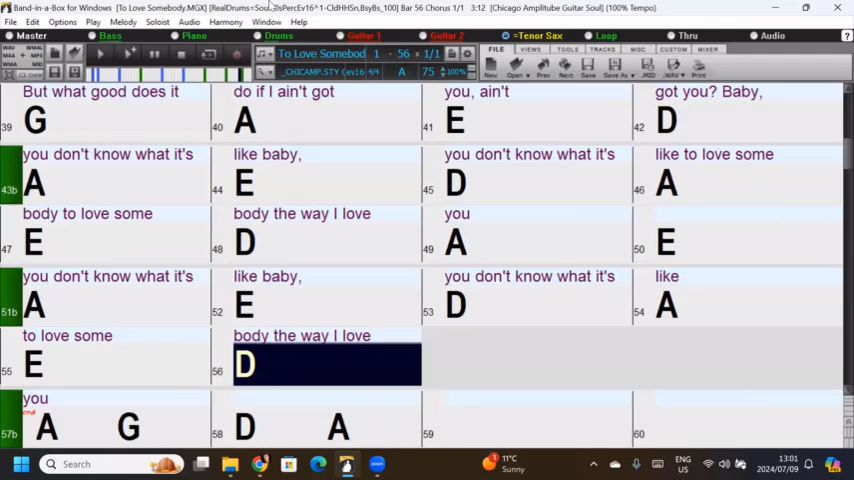 Band-in-a-Box for Windows [To Love Somebody.MGX] [RealDrums=Soul 75PercEv16^1-CldHHSn,BsyBs_100] Bar 56 Chorus 1/1 3:12 [Chicago Amplitube Guitar Soul] (100% Tempo)
File Edit Options Play Melody Soloist Audio Harmony Window Help
Master Bass Piano Drums Guitar 1 Guitar 2 =Tenor Sax Loop Thru Audio
To Love Somebod 1 - 56 x 1/1
_CHICAMP.STY Gev16 4/4 A 75 100%
FILE VIEWS TOOLS TRACKS MISC CUSTOM MIXER
New Open Prev Next Save Save As .MID .WAV Print
But what good does it do if I ain't got you, ain't got you? Baby,
39 G 40 A 41 E 42 D
you don't know what it's like baby, you don't know what it's like to love some
43b A 44 E 45 D 46 A
body to love some body the way I love you
47 E 48 D 49 A 50 E
you don't know what it's like baby, you don't know what it's like
51b A 52 E 53 D 54 A
to love some body the way I love
55 E 56 D
you
end
57b A G 58 D A 59 60
Search
11°C
Sunny
ENG
US
13:01
2024/07/09